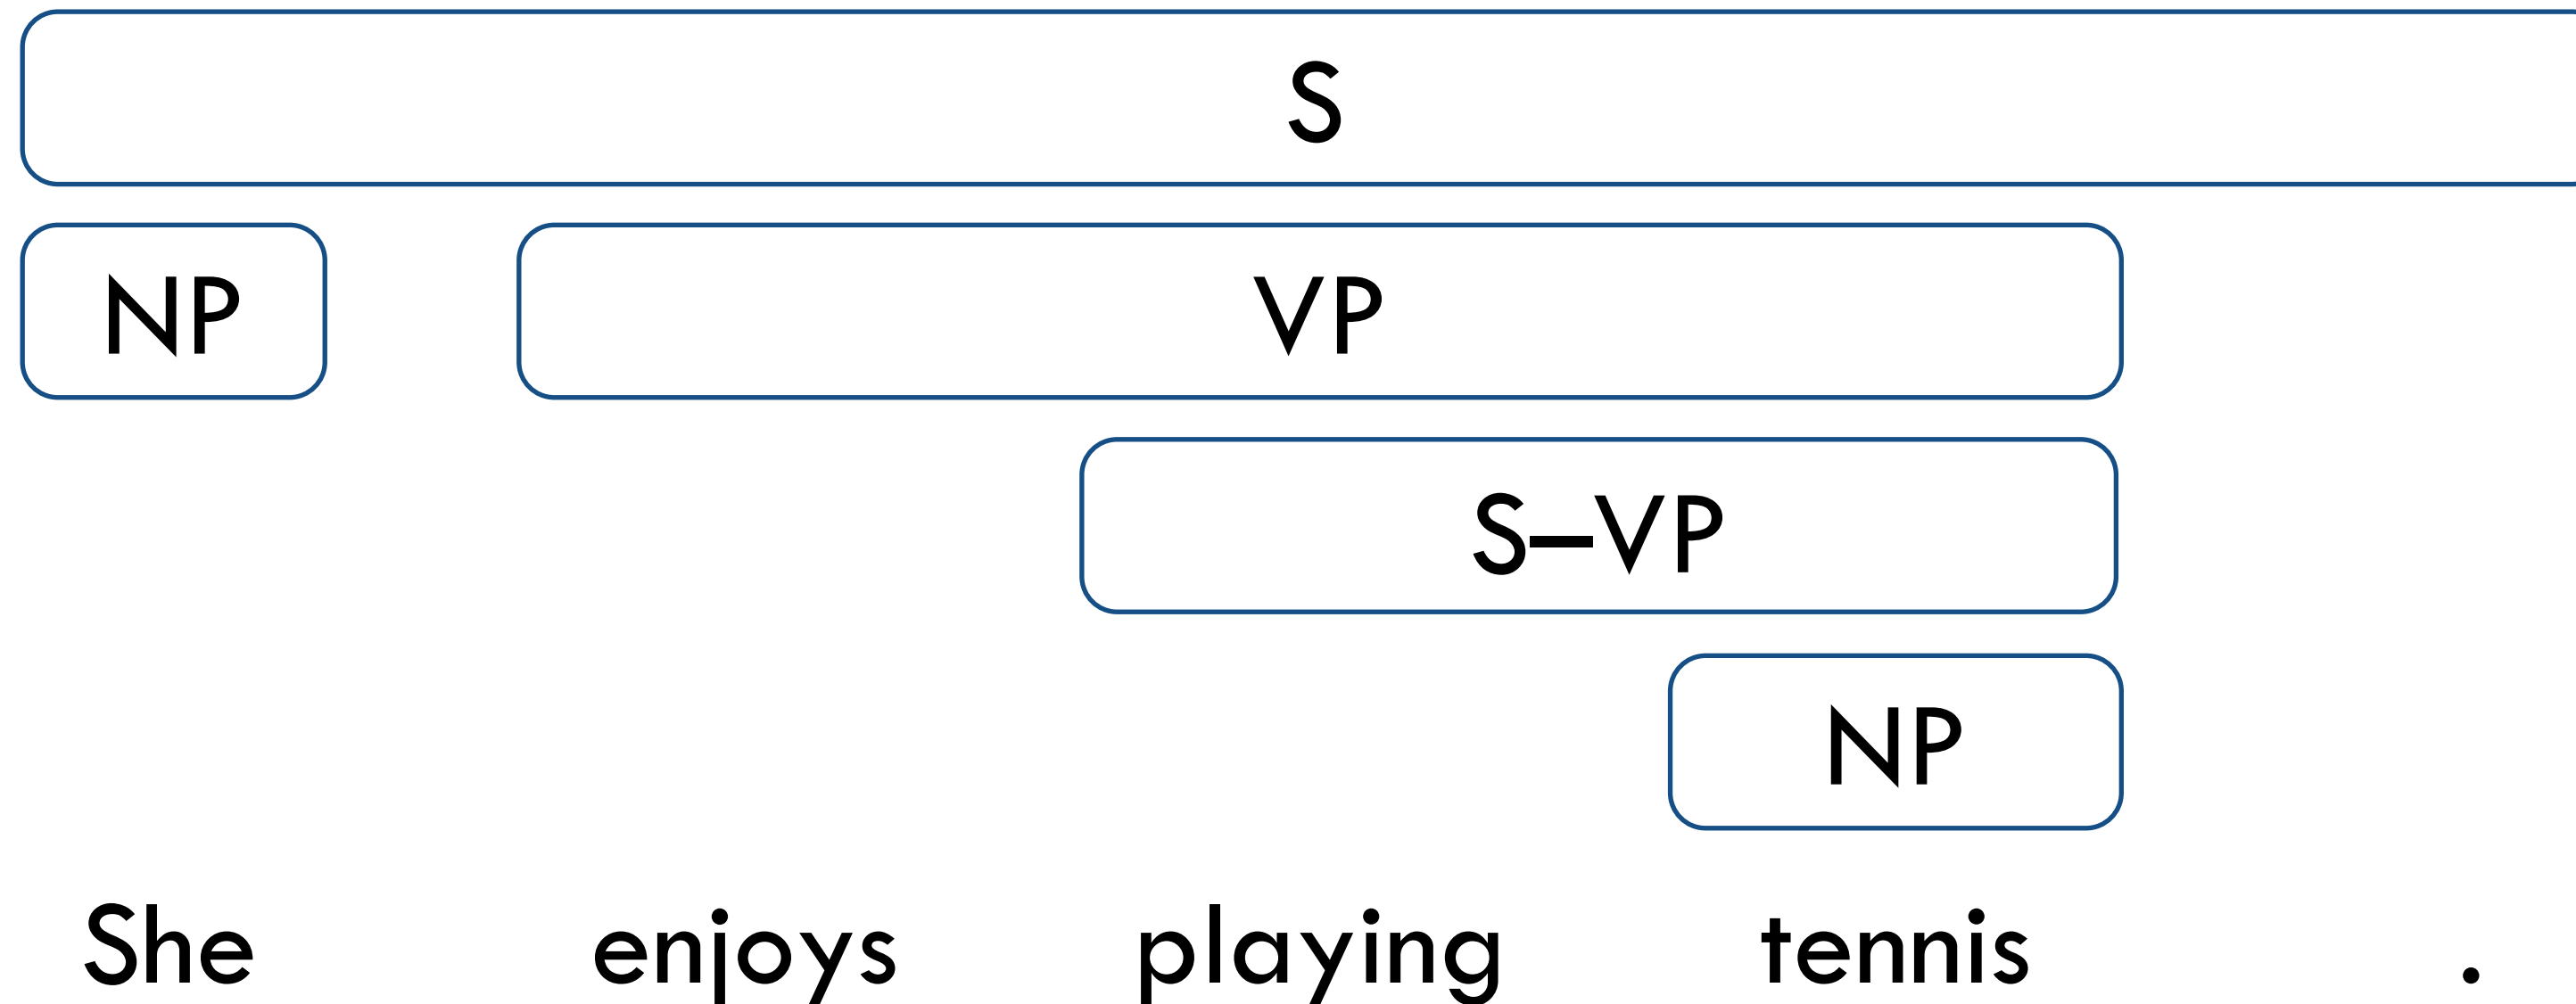 S
NP VP
S–VP
NP
She enjoys playing tennis .